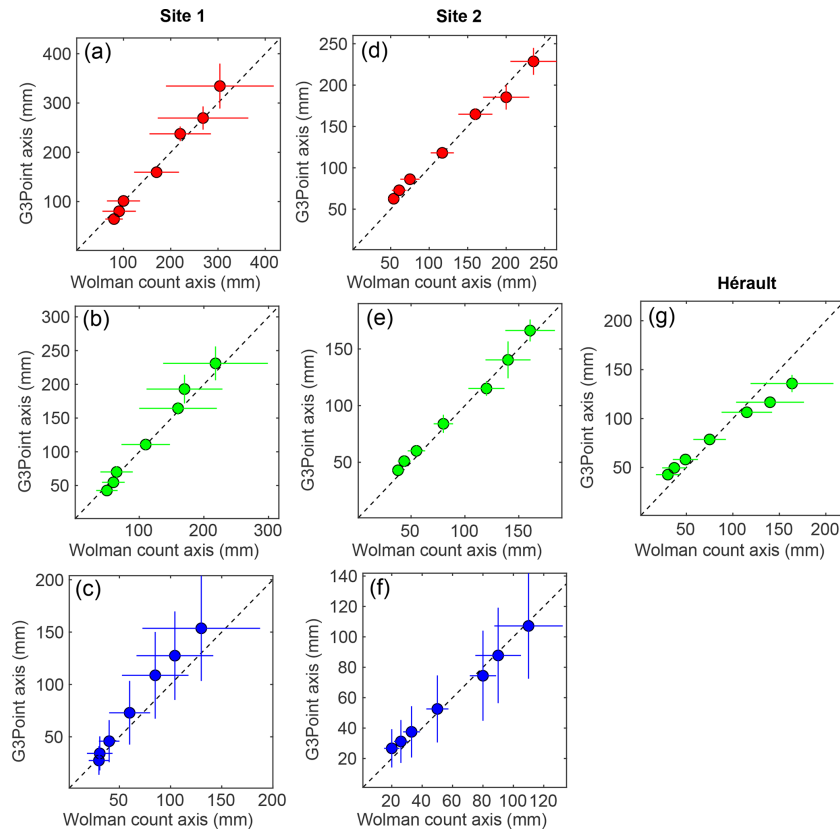 Site 1
Site 2
(a)
400
300
200
100
G3Point axis (mm)
100 200 300 400
Wolman count axis (mm)
(d)
250
200
150
100
50
G3Point axis (mm)
50 100 150 200 250
Wolman count axis (mm)
Hérault
(b)
300
250
200
150
100
50
G3Point axis (mm)
100 200 300
Wolman count axis (mm)
(e)
150
100
50
G3Point axis (mm)
50 100 150
Wolman count axis (mm)
(g)
200
150
100
50
G3Point axis (mm)
50 100 150 200
Wolman count axis (mm)
(c)
200
150
100
50
G3Point axis (mm)
50 100 150 200
Wolman count axis (mm)
(f)
140
120
100
80
60
40
20
G3Point axis (mm)
20 40 60 80 100 120
Wolman count axis (mm)